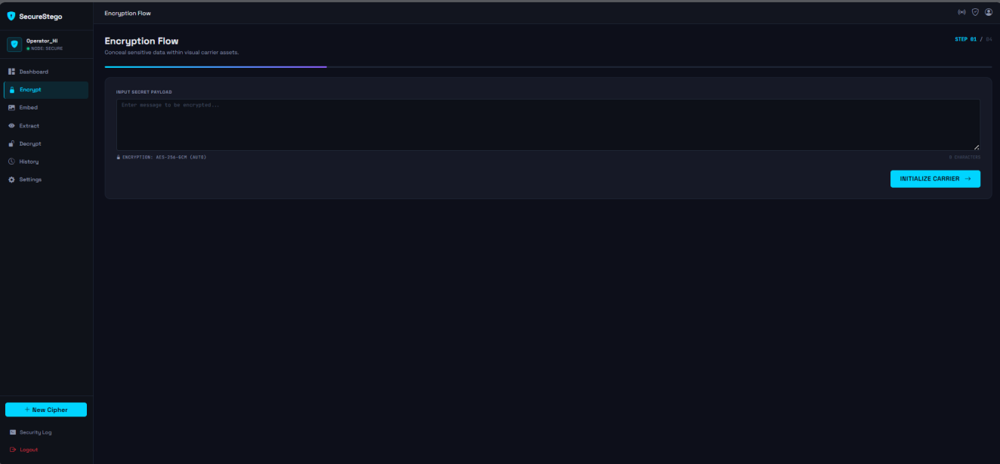 SecureStego
Encryption Flow
Operator_Hi
NODE: SECURE
Dashboard
Encrypt
Embed
Extract
Decrypt
History
Settings
+ New Cipher
Security Log
Logout
Encryption Flow
Conceal sensitive data within visual carrier assets.
STEP 01 / 04
INPUT SECRET PAYLOAD
Enter message to be encrypted...
ENCRYPTION: AES-256-GCM (AUTO)
0 CHARACTERS
INITIALIZE CARRIER →